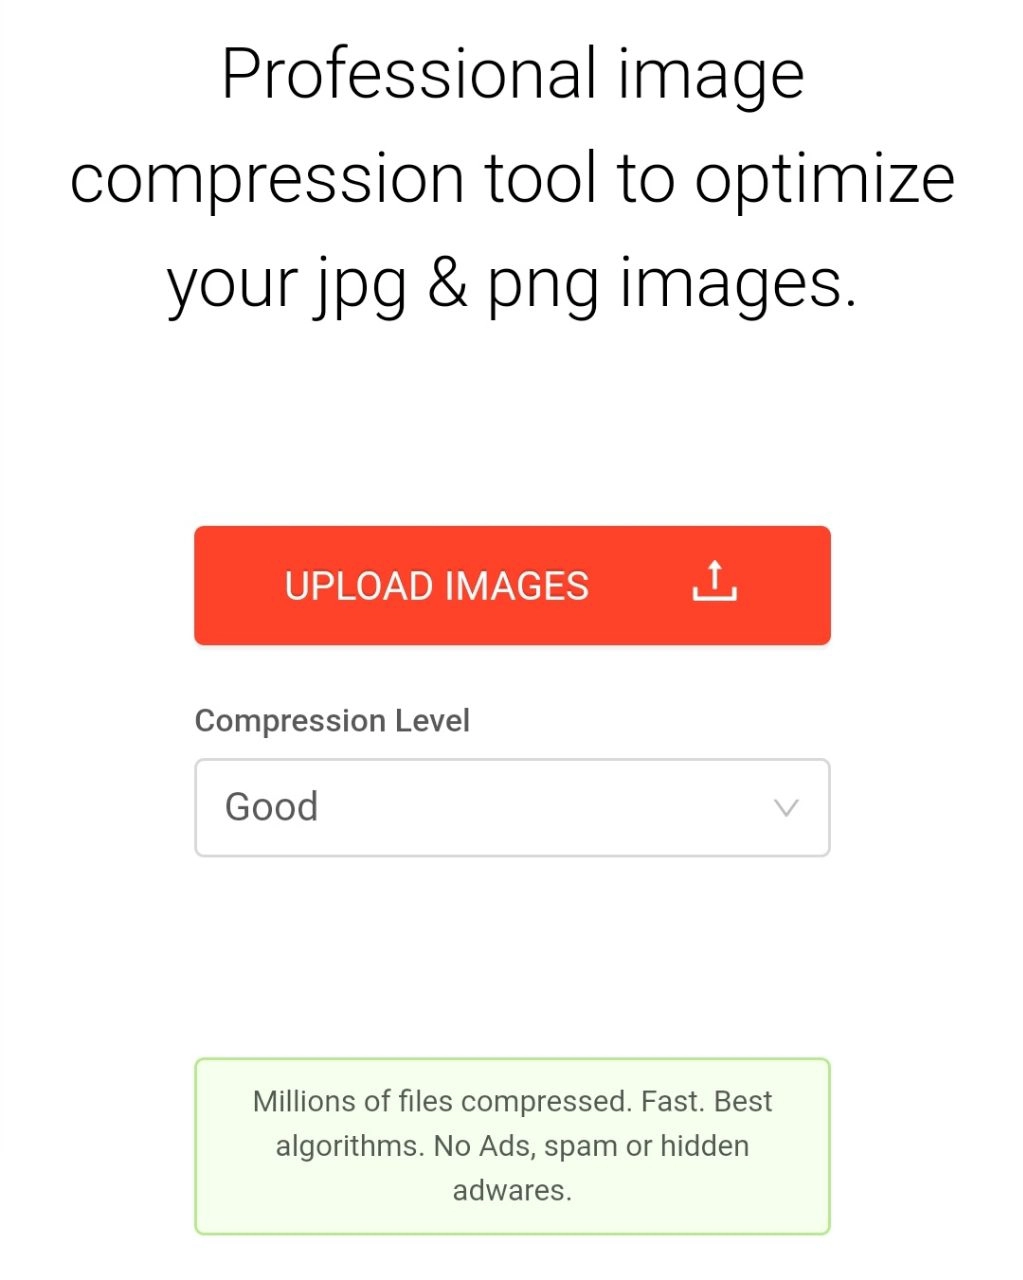 Professional image
compression tool to optimize
your jpg & png images.
UPLOAD IMAGES
Compression Level
Good
Millions of files compressed. Fast. Best
algorithms. No Ads, spam or hidden
adwares.